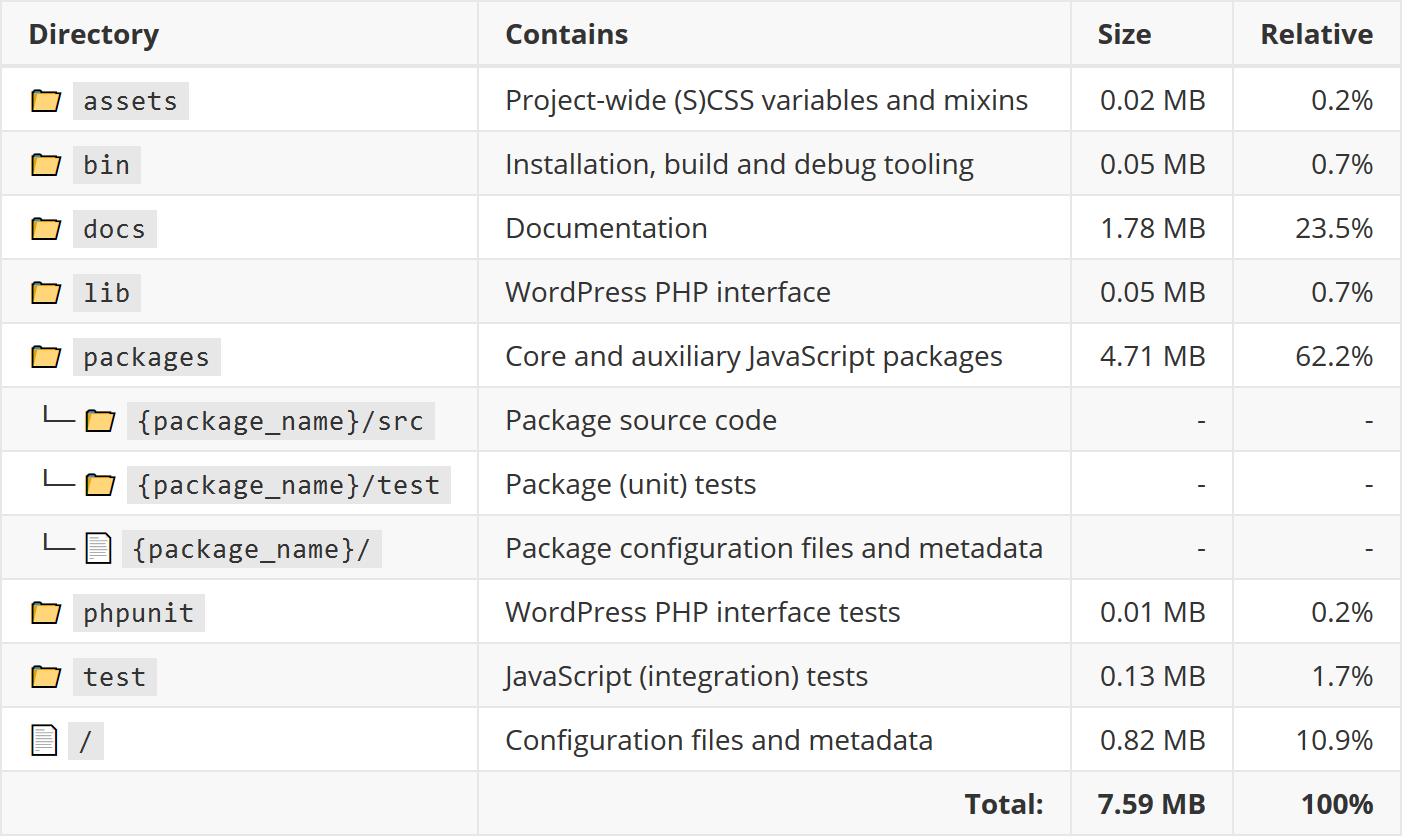 Directory Contains Size Relative
assets Project-wide (S)CSS variables and mixins 0.02 MB 0.2%
bin Installation, build and debug tooling 0.05 MB 0.7%
docs Documentation 1.78 MB 23.5%
lib WordPress PHP interface 0.05 MB 0.7%
packages Core and auxiliary JavaScript packages 4.71 MB 62.2%
{package_name}/src Package source code - -
{package_name}/test Package (unit) tests - -
{package_name}/ Package configuration files and metadata - -
phpunit WordPress PHP interface tests 0.01 MB 0.2%
test JavaScript (integration) tests 0.13 MB 1.7%
/ Configuration files and metadata 0.82 MB 10.9%
Total: 7.59 MB 100%